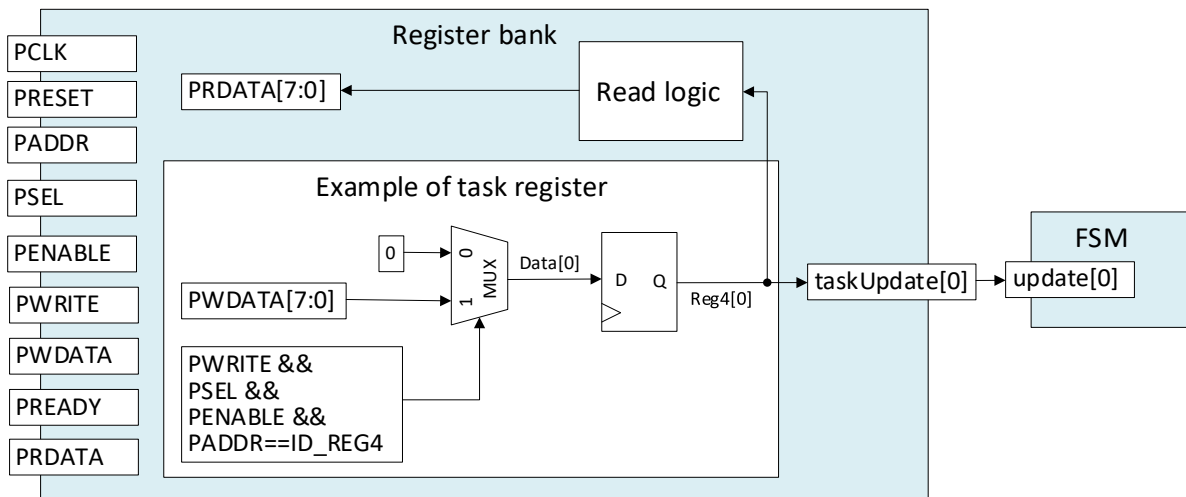 Register bank
PCLK
PRESET
PADDR
PSEL
PENABLE
PWRITE
PWDATA
PREADY
PRDATA
PRDATA[7:0]
Read logic
Example of task register
0
PWDATA[7:0]
0
1
MUX
Data[0]
D
Q
Reg4[0]
PWRITE &&
PSEL &&
PENABLE &&
PADDR==ID_REG4
taskUpdate[0]
FSM
update[0]